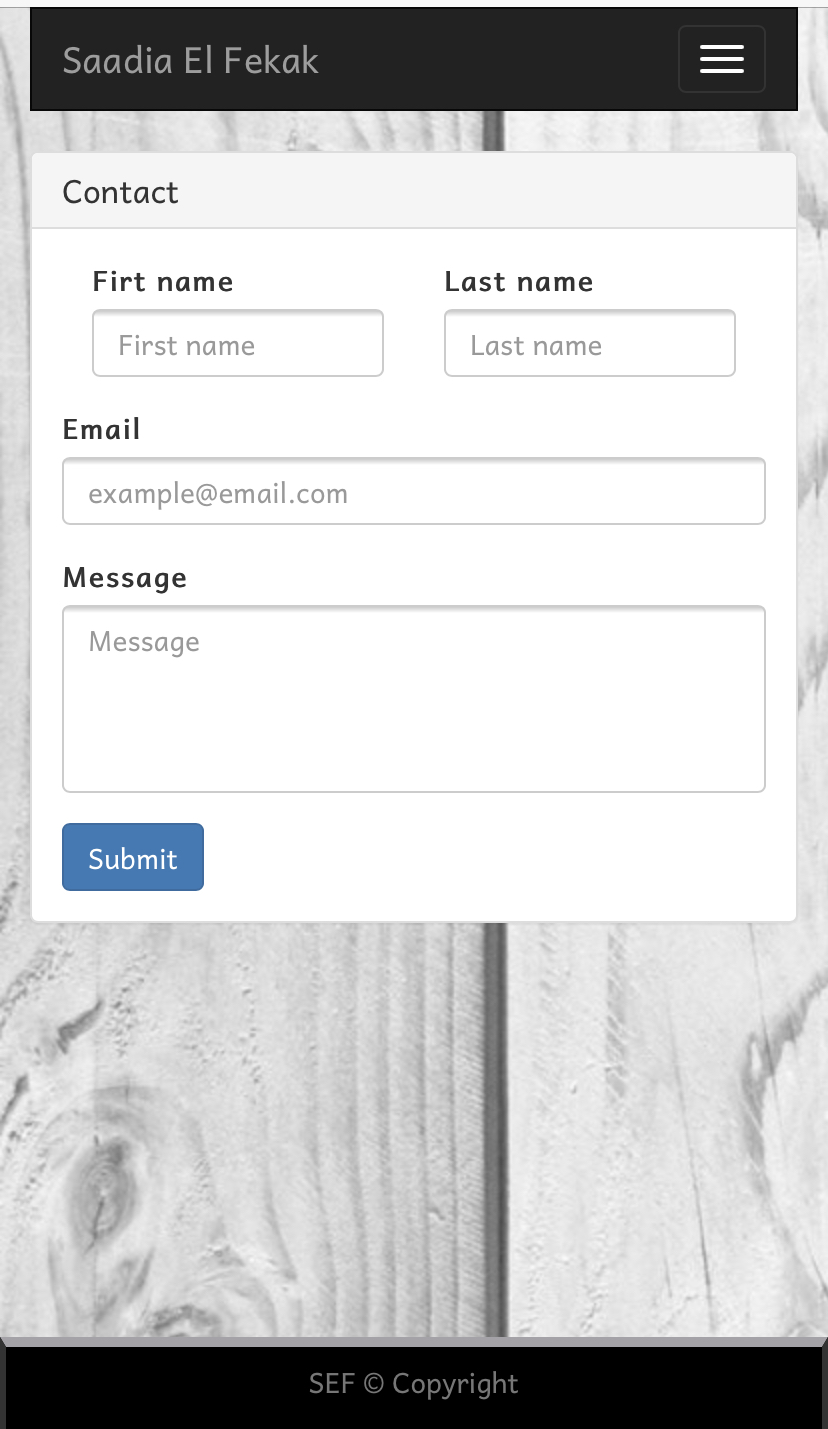 Saadia El Fekak
Contact
Firt name
Last name
First name
Last name
Email
example@email.com
Message
Message
Submit
SEF © Copyright